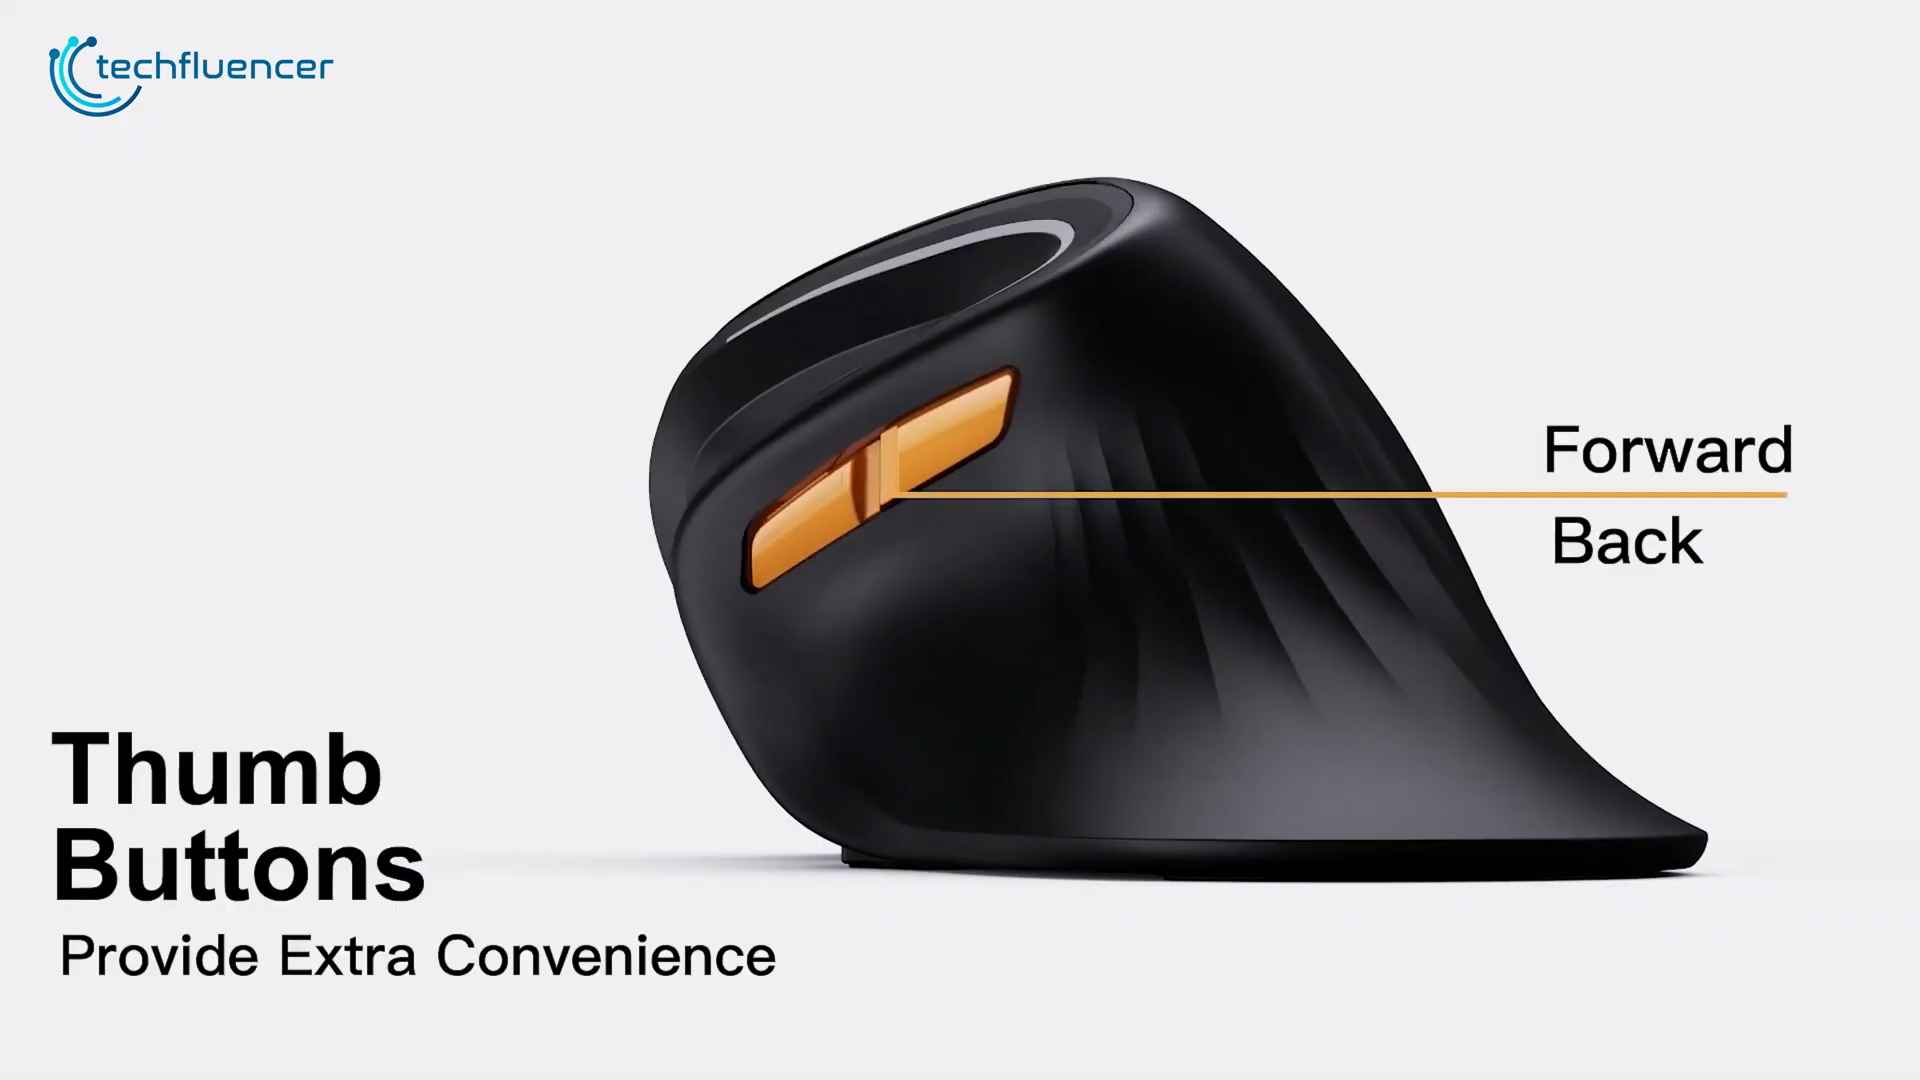 techfluencer
Forward
Back
Thumb
Buttons
Provide Extra Convenience